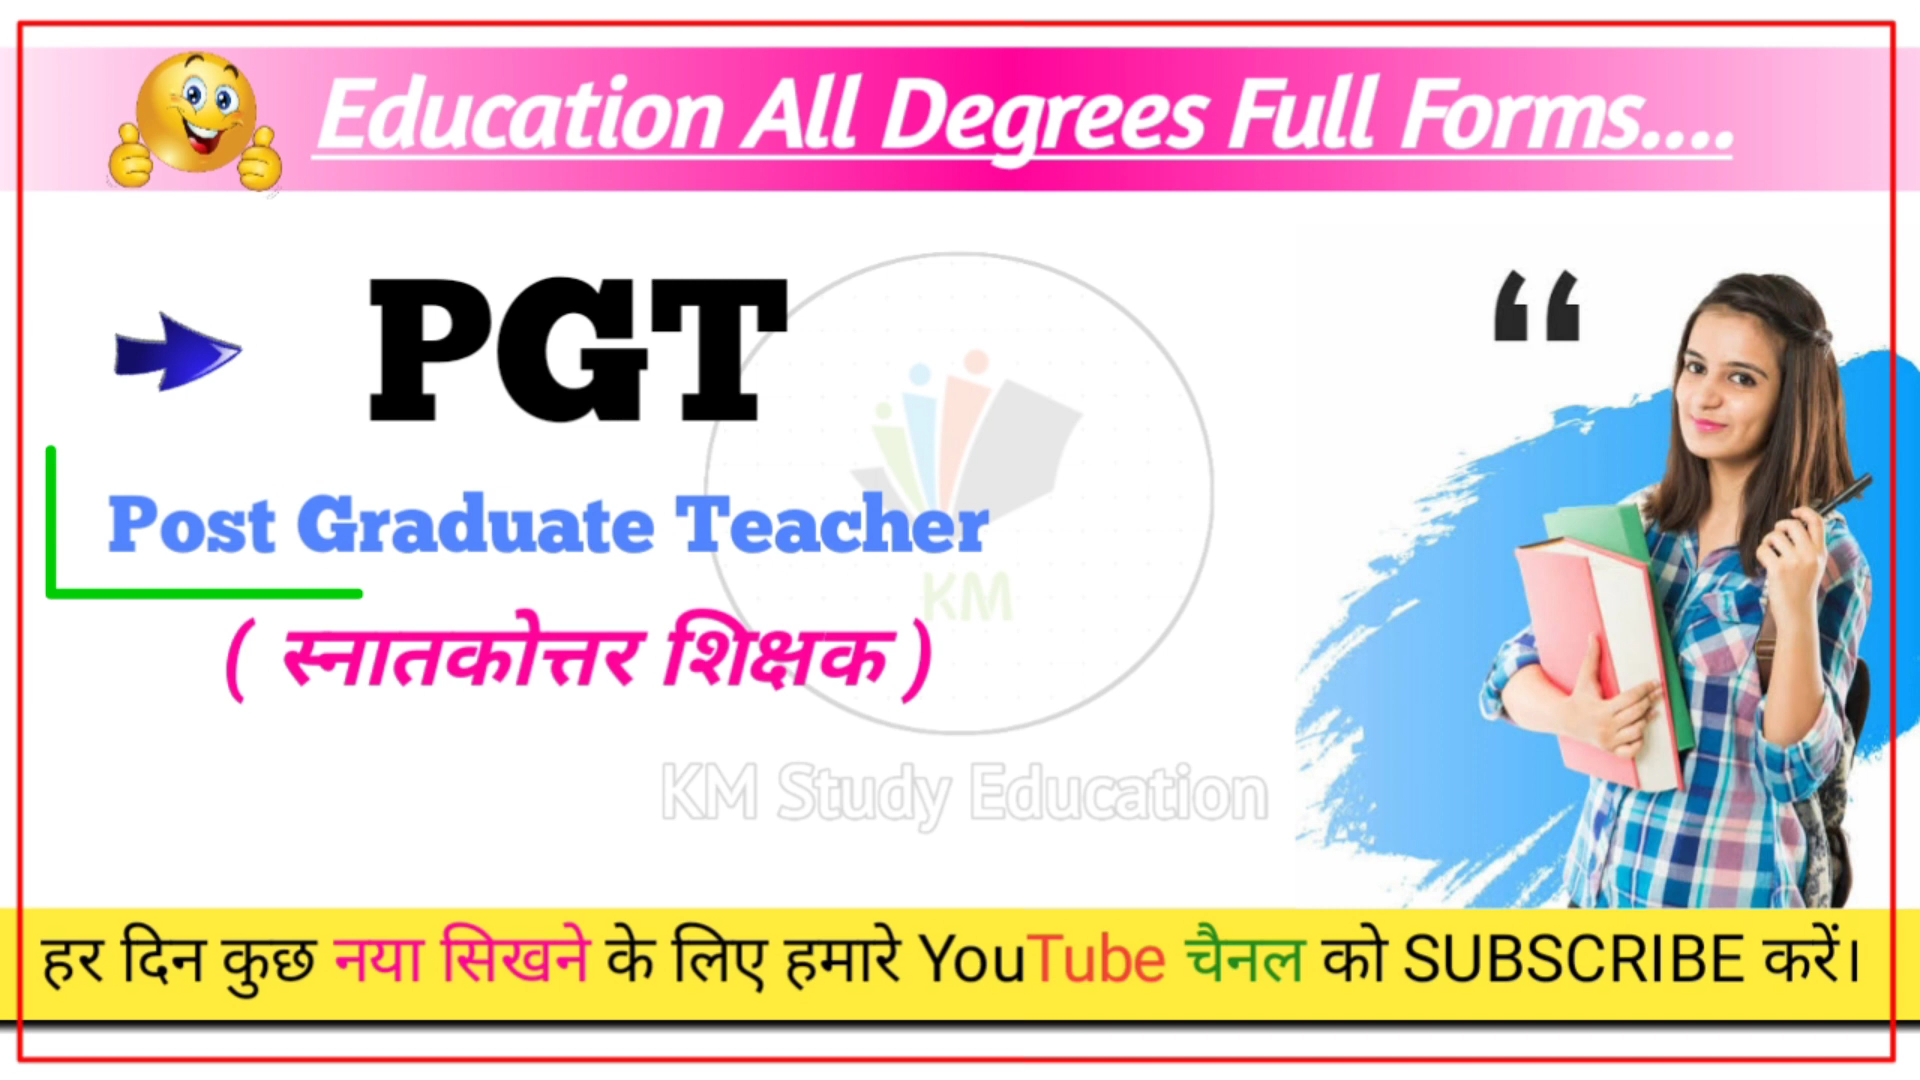 Education All Degrees Full Forms....
PGT
Post Graduate Teacher
( स्नातकोत्तर शिक्षक )
KM
KM Study Education
हर दिन कुछ नया सिखने के लिए हमारे YouTube चैनल को SUBSCRIBE करें।